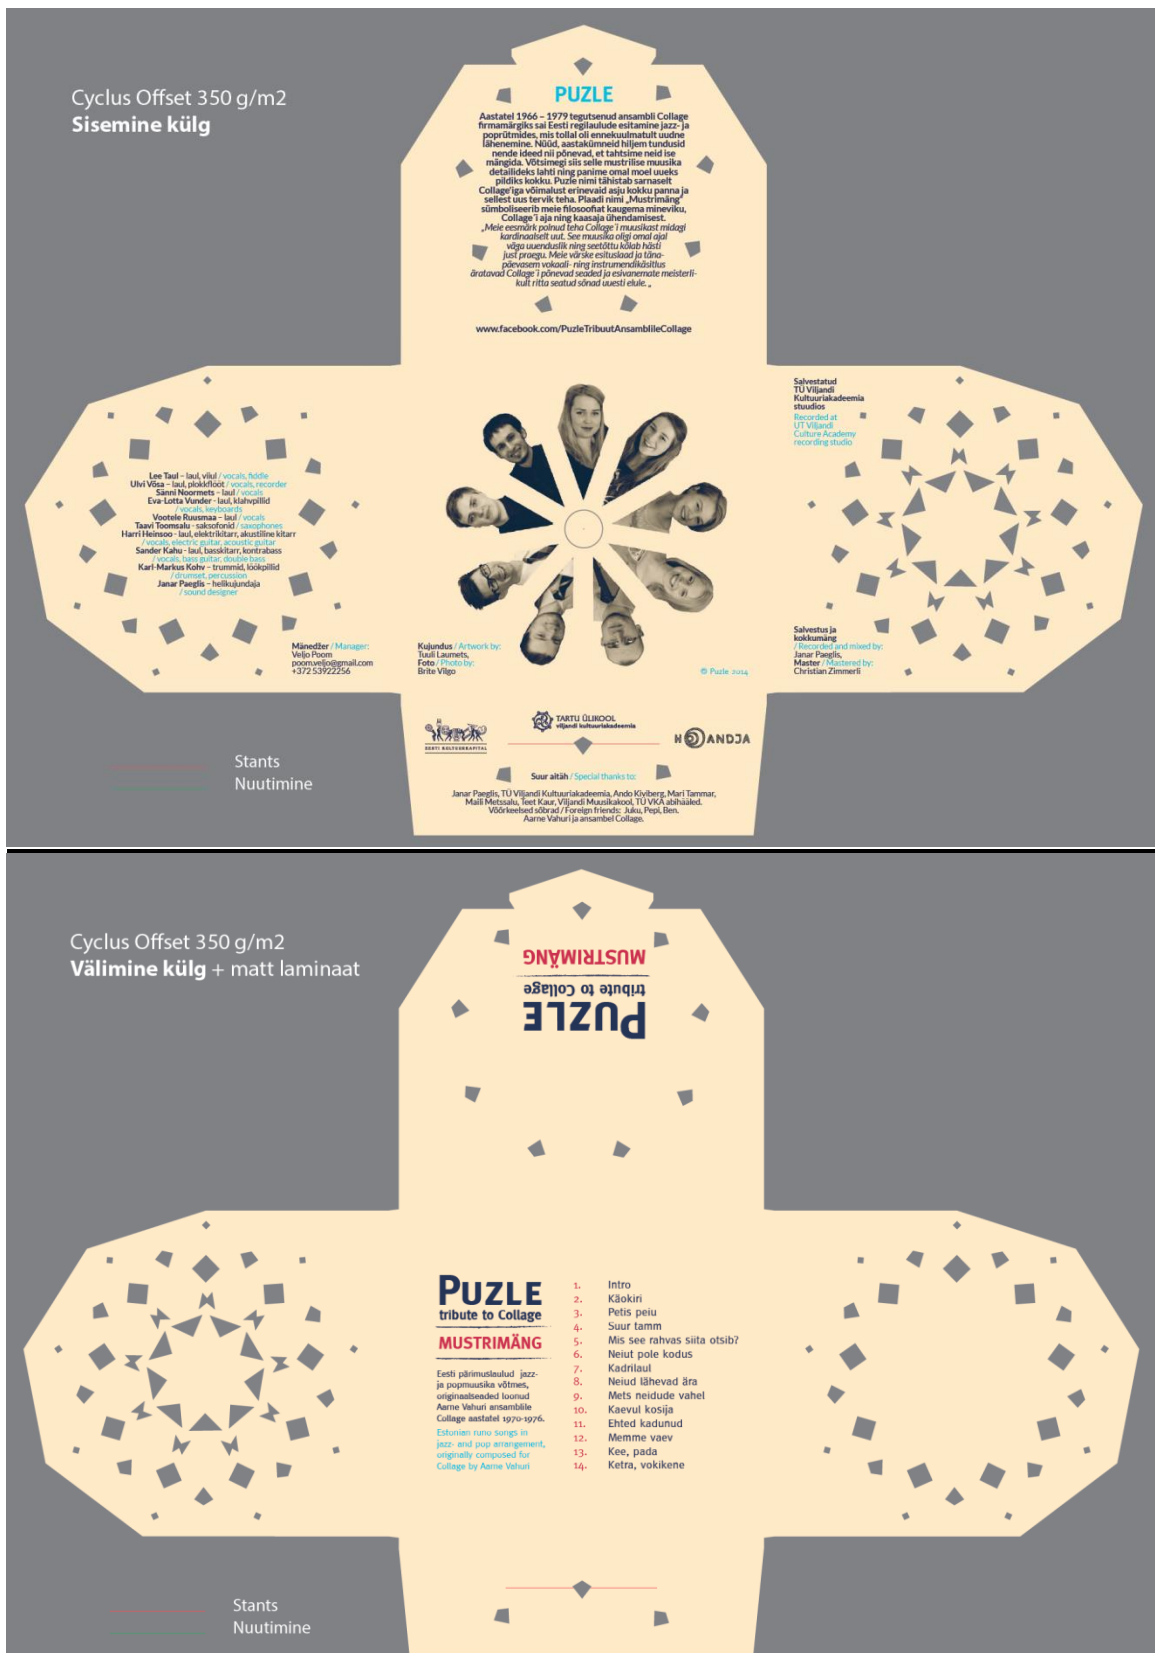 Cyclus Offset 350 g/m2
Sisemine külg
PUZLE
Aastatel 1966 – 1979 tegutsenud ansambli Collage
firmamärgiks sai Eesti regilaulude esitamine jazz- ja
poprütmides, mis tollal oli ennekuulmatult uudne
lähenemine. Nüüd, aastakümneid hiljem tundusid
nende ideed nii põnevad, et tahtsime neid ise
mängida. Võtsimegi siis selle mustrilise muusika
detailideks lahti ning panime omal moel uueks
pildiks kokku. Puzle nimi tähistab sarnaselt
Collage'iga võimalust erinevaid asju kokku panna ja
sellest uus tervik teha. Plaadi nimi „Mustrimäng"
sümboliseerib meie filosoofiat kaugema mineviku,
Collage´i aja ning kaasaja ühendamisest.
„Meie eesmärk polnud teha Collage´i muusikast midagi
kardinaalselt uut. See muusika oligi omal ajal
väga uuenduslik ning seetõttu kõlab hästi
just praegu. Meie värske esituslaad ja täna-
päevasem vokaali- ning instrumendikäsitlus
äratavad Collage´i põnevad seaded ja esivanemate meisterli-
kult ritta seatud sõnad uuesti elule. „
www.facebook.com/PuzleTribuutAnsamblileCollage
Lee Taul – laul, viiul / vocals, fiddle
Ulvi Võsa – laul, plokkflööt / vocals, recorder
Sänni Noormets – laul / vocals
Eva-Lotta Vunder - laul, klahvpillid
/ vocals, keyboards
Vootele Ruusmaa – laul / vocals
Taavi Toomsalu - saksofonid / saxophones
Harri Heinsoo - laul, elektrikitarr, akustiline kitarr
/ vocals, electric guitar, acoustic guitar
Sander Kahu - laul, basskitarr, kontrabass
/ vocals, bass guitar, double bass
Karl-Markus Kohv – trummid, löökpillid
/ drumset, percussion
Janar Paeglis – helikujundaja
/ sound designer
Mänedžer / Manager:
Veljo Poom
poom.veljo@gmail.com
+372 53922256
Kujundus / Artwork by:
Tuuli Laumets,
Foto / Photo by:
Brite Vilgo
© Puzle 2014
Salvestatud
TÜ Viljandi
Kultuuriakadeemia
stuudios
Recorded at
UT Viljandi
Culture Academy
recording studio
Salvestus ja
kokkumäng
/ Recorded and mixed by:
Janar Paeglis,
Master / Mastered by:
Christian Zimmerli
EESTI KULTUURKAPITAL
TARTU ÜLIKOOL
viljandi kultuuriakadeemia
HOOANDJA
Suur aitäh / Special thanks to:
Janar Paeglis, TÜ Viljandi Kultuuriakadeemia, Ando Kiviberg, Mari Tammar,
Maili Metssalu, Teet Kaur, Viljandi Muusikakool, TÜ VKA abihääled.
Võõrkeelsed sõbrad / Foreign friends: Juku, Pepi, Ben.
Aarne Vahuri ja ansambel Collage.
Stants
Nuutimine
Cyclus Offset 350 g/m2
Välimine külg + matt laminaat
PUZLE
tribute to Collage
MUSTRIMÄNG
PUZLE
tribute to Collage
MUSTRIMÄNG
Eesti pärimuslaulud jazz-
ja popmuusika võtmes,
originaalseaded loonud
Aarne Vahuri ansamblile
Collage aastatel 1970-1976.
Estonian runo songs in
jazz- and pop arrangement,
originally composed for
Collage by Aarne Vahuri
1. Intro
2. Käokiri
3. Petis peiu
4. Suur tamm
5. Mis see rahvas siita otsib?
6. Neiut pole kodus
7. Kadrilaul
8. Neiud lähevad ära
9. Mets neidude vahel
10. Kaevul kosija
11. Ehted kadunud
12. Memme vaev
13. Kee, pada
14. Ketra, vokikene
Stants
Nuutimine